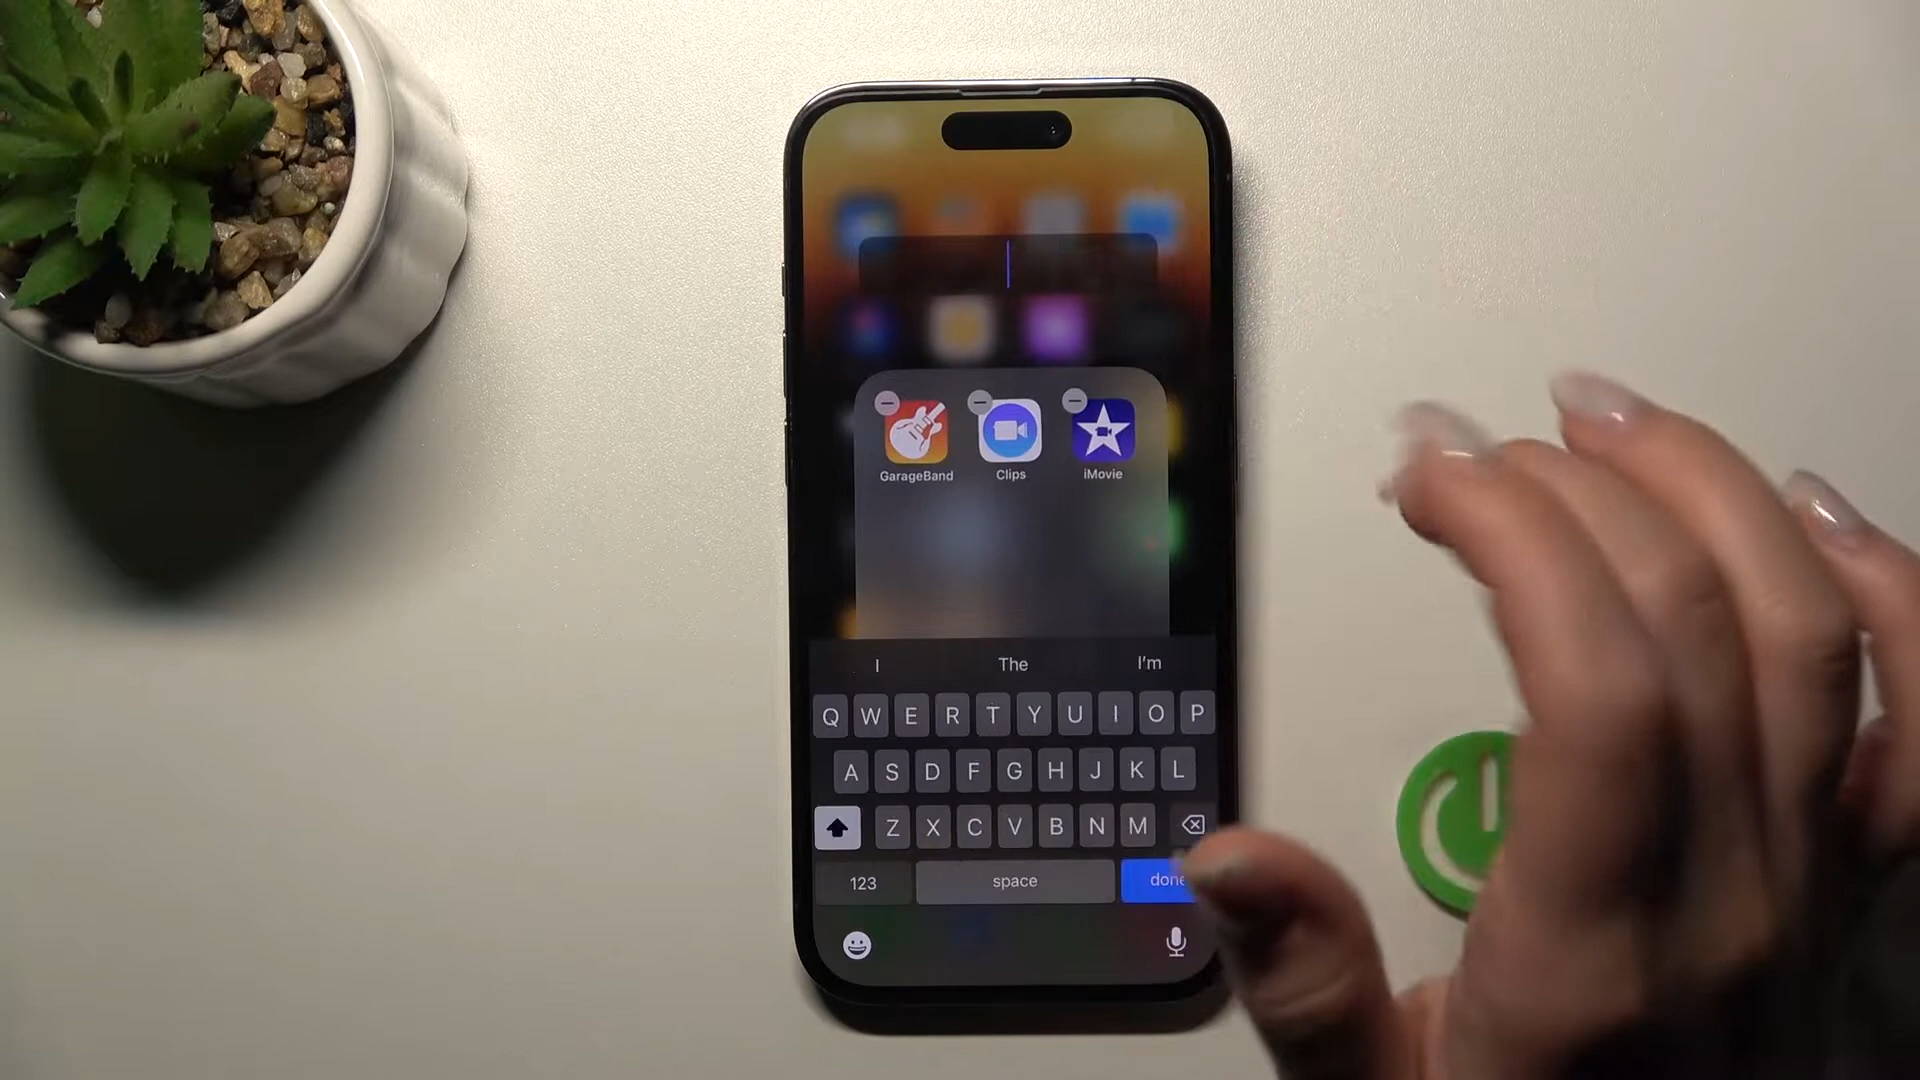 GarageBand Clips iMovie
I The I'm
Q W E R T Y U I O P
A S D F G H J K L
Z X C V B N M
123 space done